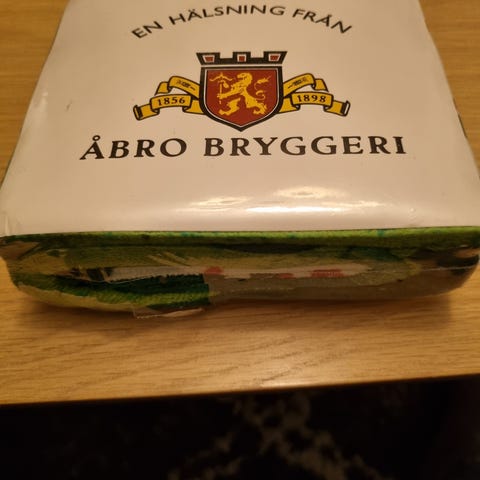 EN HÄLSNING FRÅN
1856 1898
ÅBRO BRYGGERI